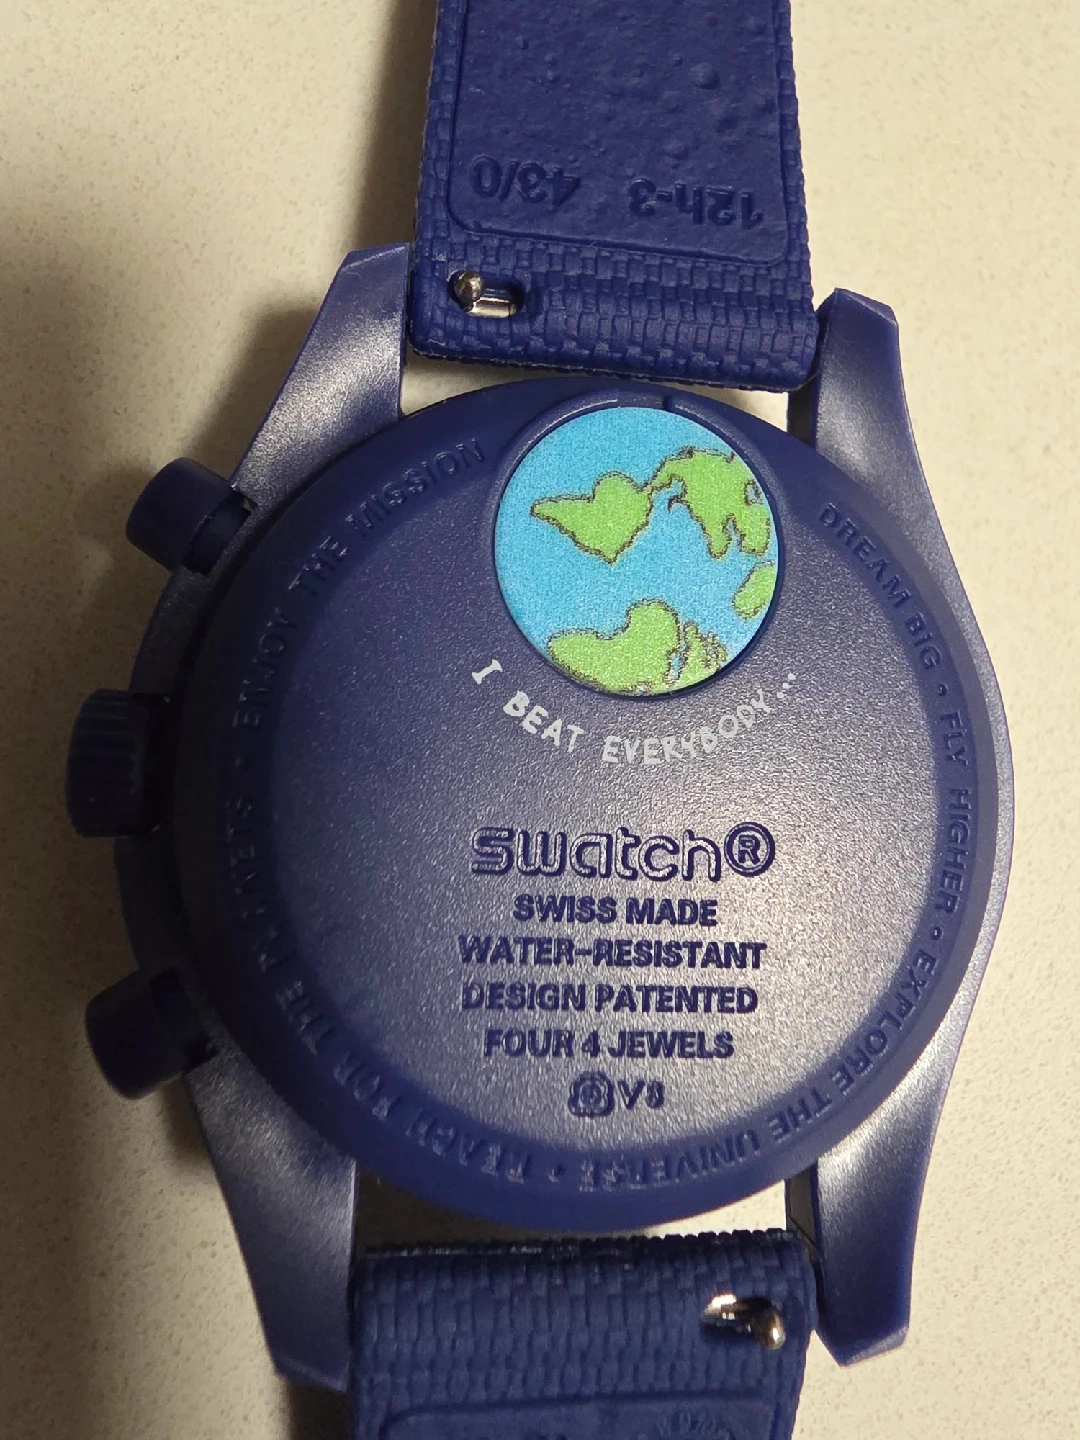 12h-3 43/0
DREAM BIG • FLY HIGHER • EXPLORE THE UNIVERSE • REACH FOR THE PLANETS • ENJOY THE MISSION
I BEAT EVERYBODY...
swatch®
SWISS MADE
WATER-RESISTANT
DESIGN PATENTED
FOUR 4 JEWELS
V8